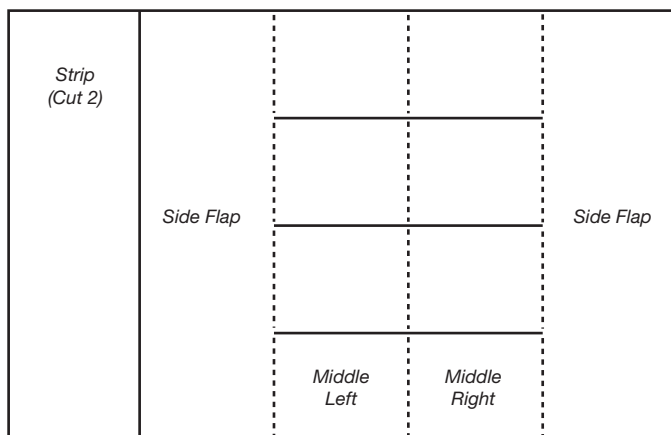 Strip
(Cut 2)
Side Flap
Side Flap
Middle
Left
Middle
Right